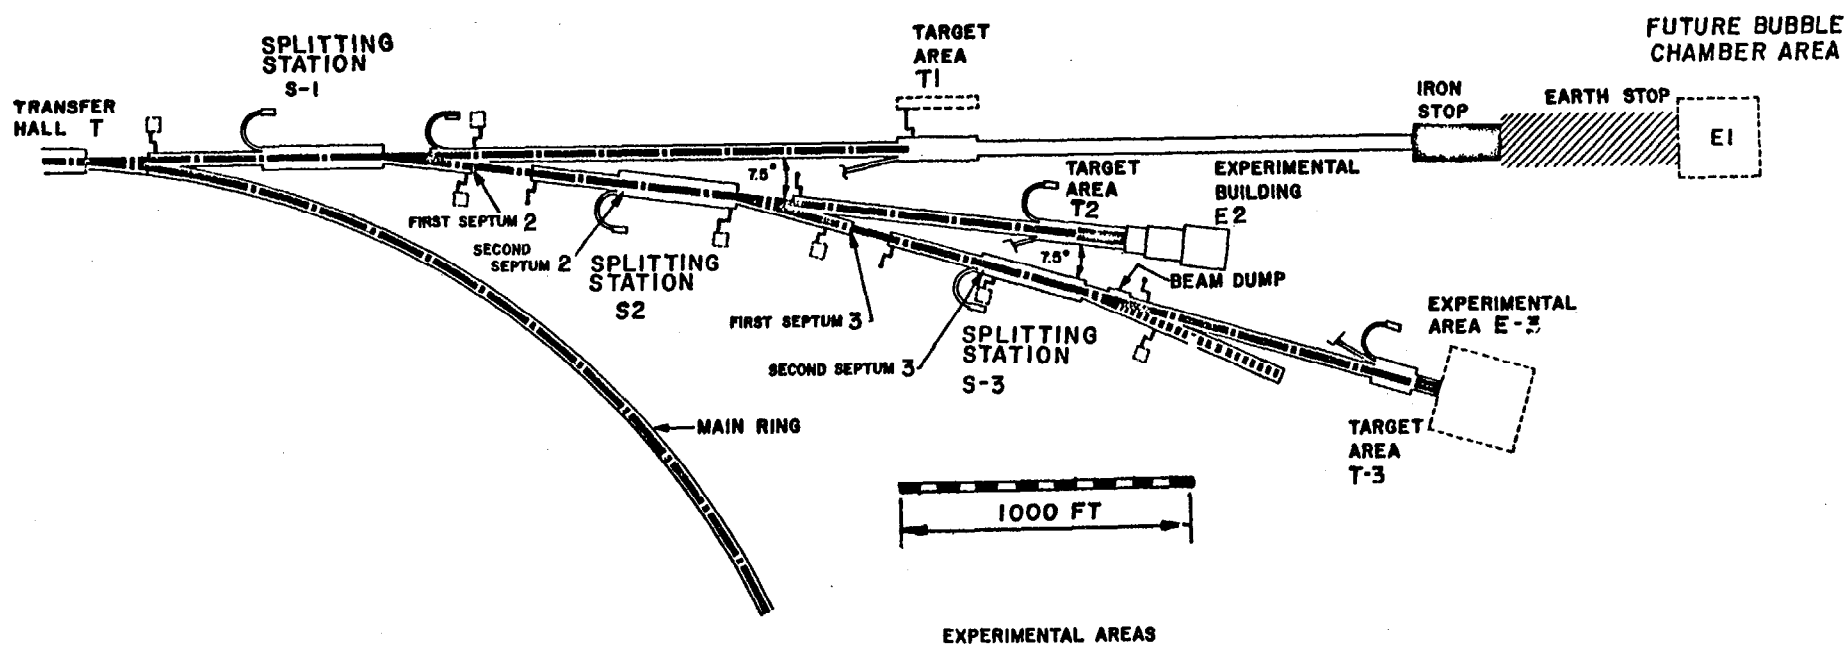 FUTURE BUBBLE
CHAMBER AREA
TARGET
AREA
T1
SPLITTING
STATION
S-1
TRANSFER
HALL T
IRON
STOP
EARTH STOP
E1
7.5°
TARGET
AREA
T2
EXPERIMENTAL
BUILDING
E2
FIRST SEPTUM 2
SECOND
SEPTUM 2
SPLITTING
STATION
S2
7.5°
BEAM DUMP
FIRST SEPTUM 3
SECOND SEPTUM 3
SPLITTING
STATION
S-3
EXPERIMENTAL
AREA E-3
MAIN RING
TARGET
AREA
T-3
1000 FT
EXPERIMENTAL AREAS